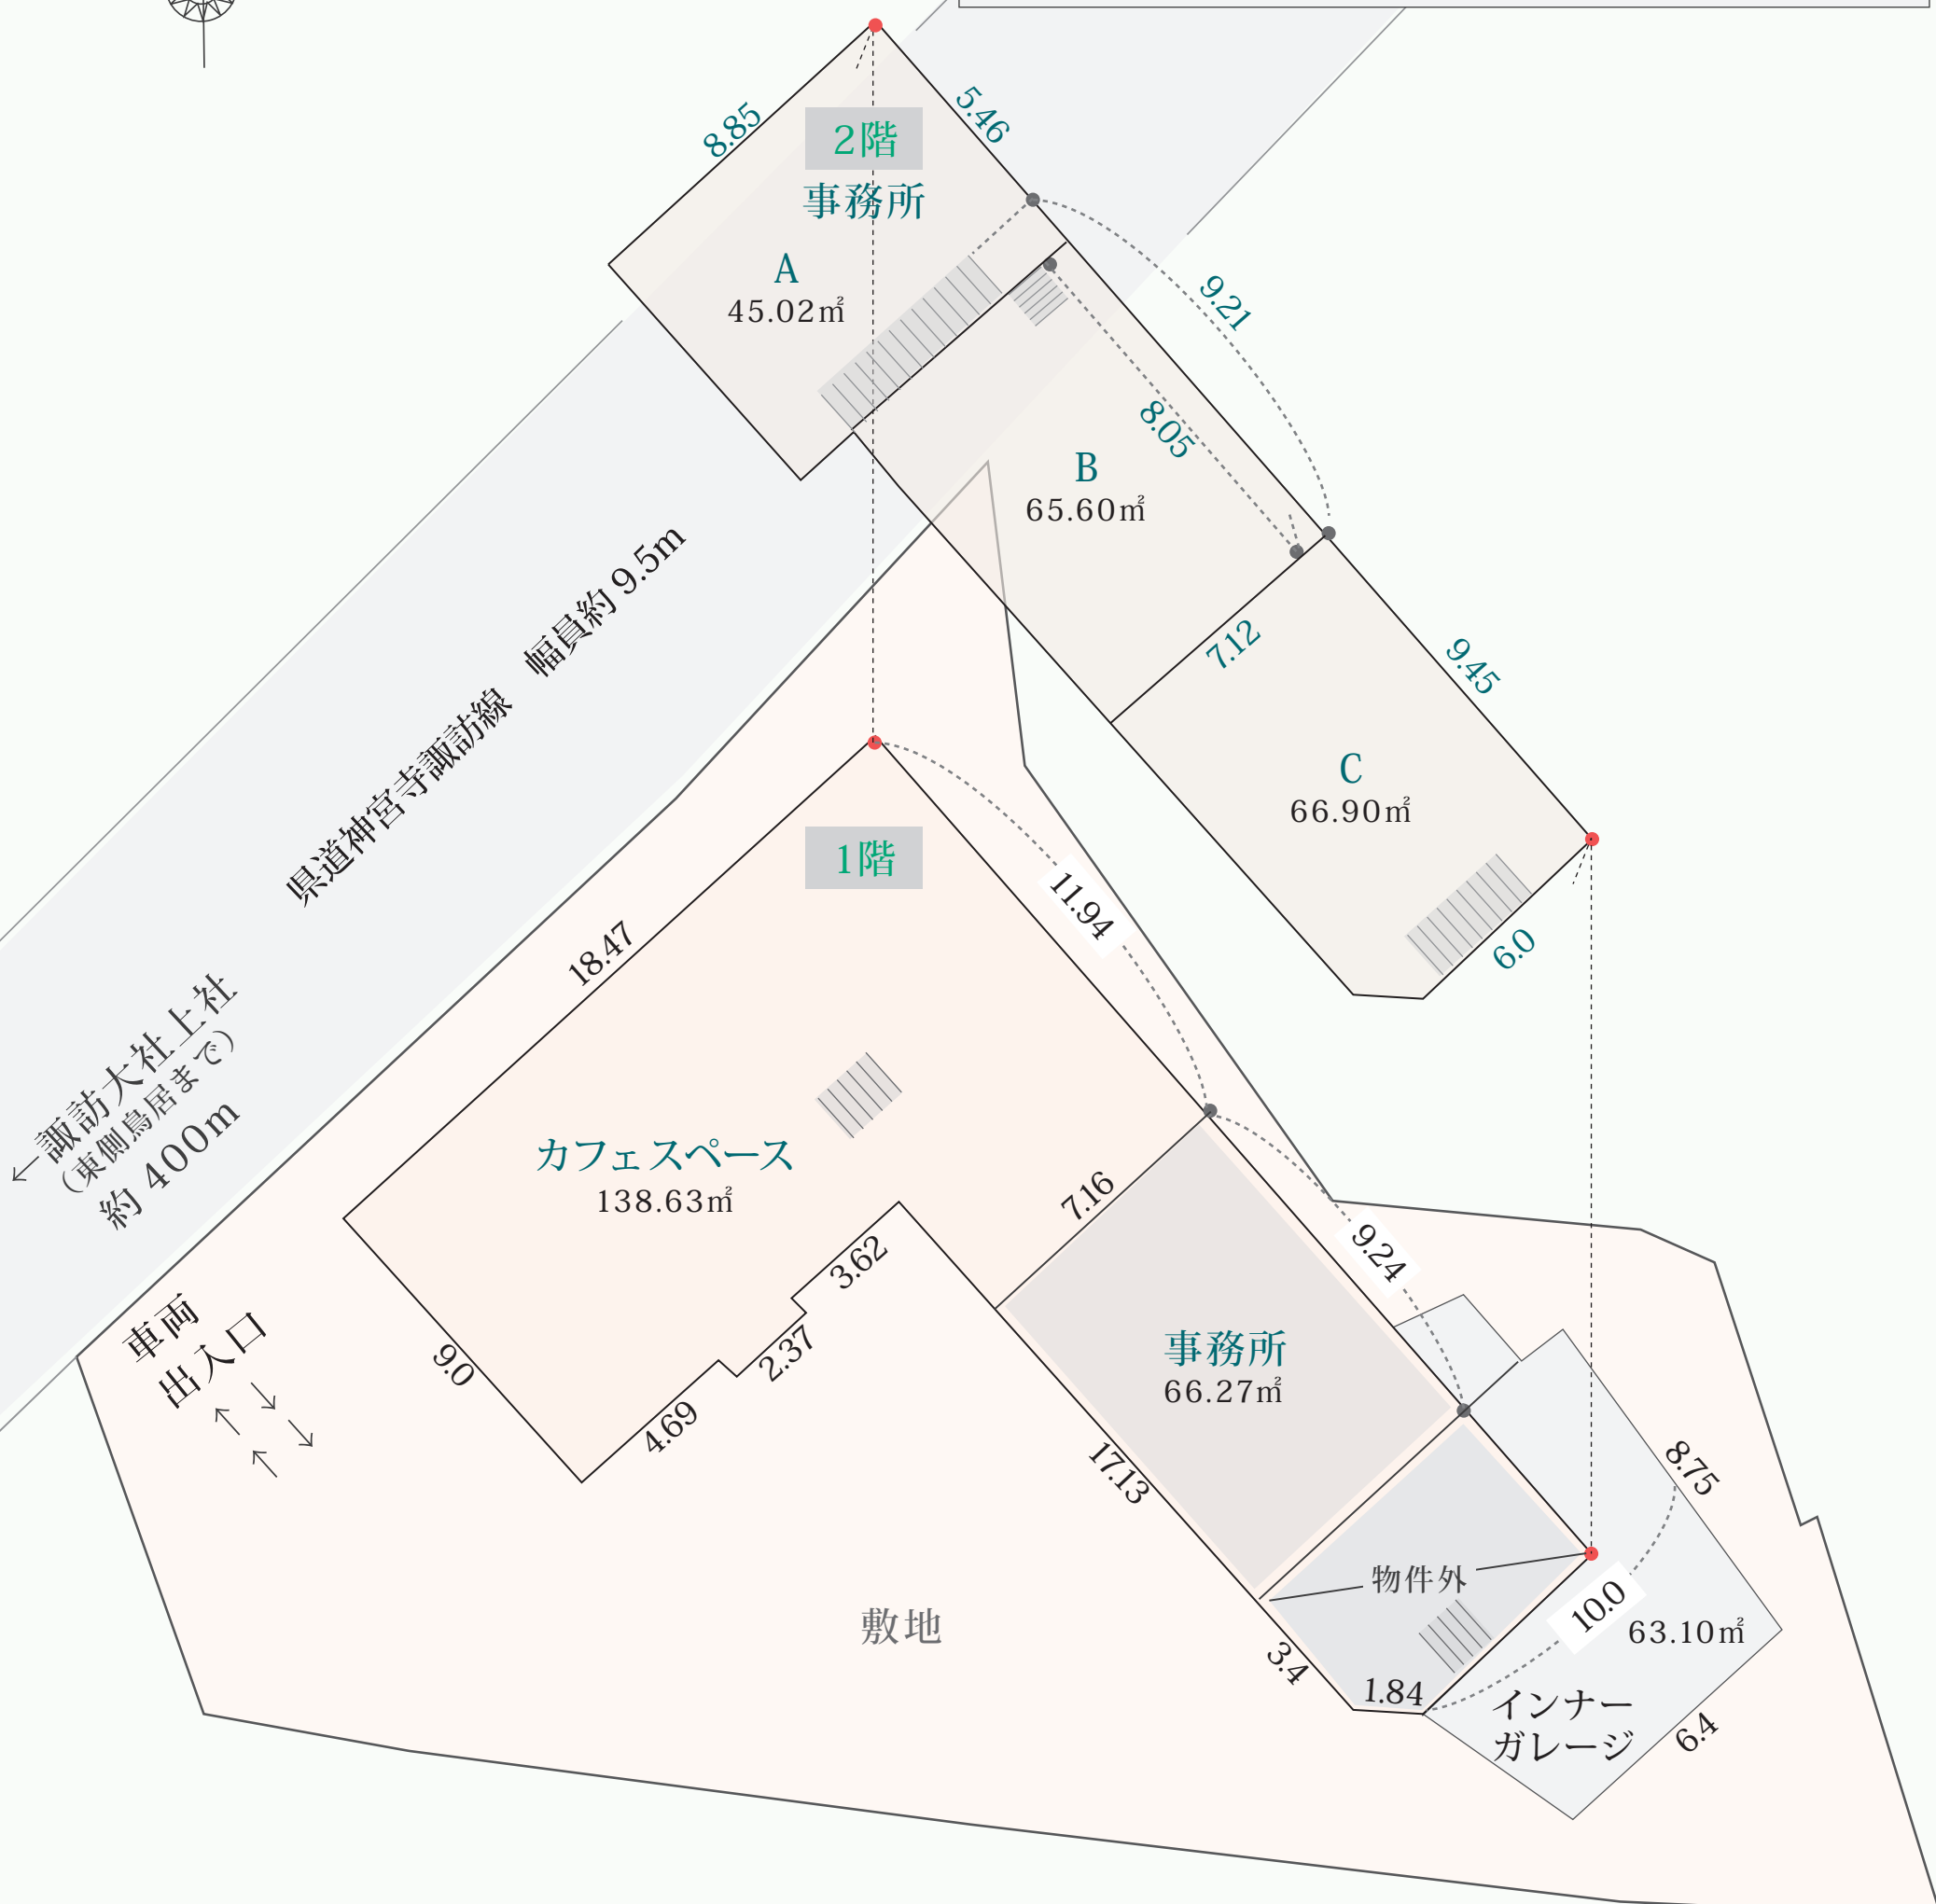 8.85
5.46
2階
事務所
A
45.02㎡
9.21
8.05
B
65.60㎡
7.12
9.45
C
66.90㎡
6.0
県道神宮寺諏訪線 幅員約 9.5m
←諏訪大社上社
（東側鳥居まで）
約 400m
1階
11.94
18.47
カフェスペース
138.63㎡
7.16
9.24
3.62
2.37
4.69
9.0
車両
出入口
事務所
66.27㎡
17.13
8.75
物件外
10.0
63.10㎡
敷地
3.4
1.84
インナー
ガレージ
6.4